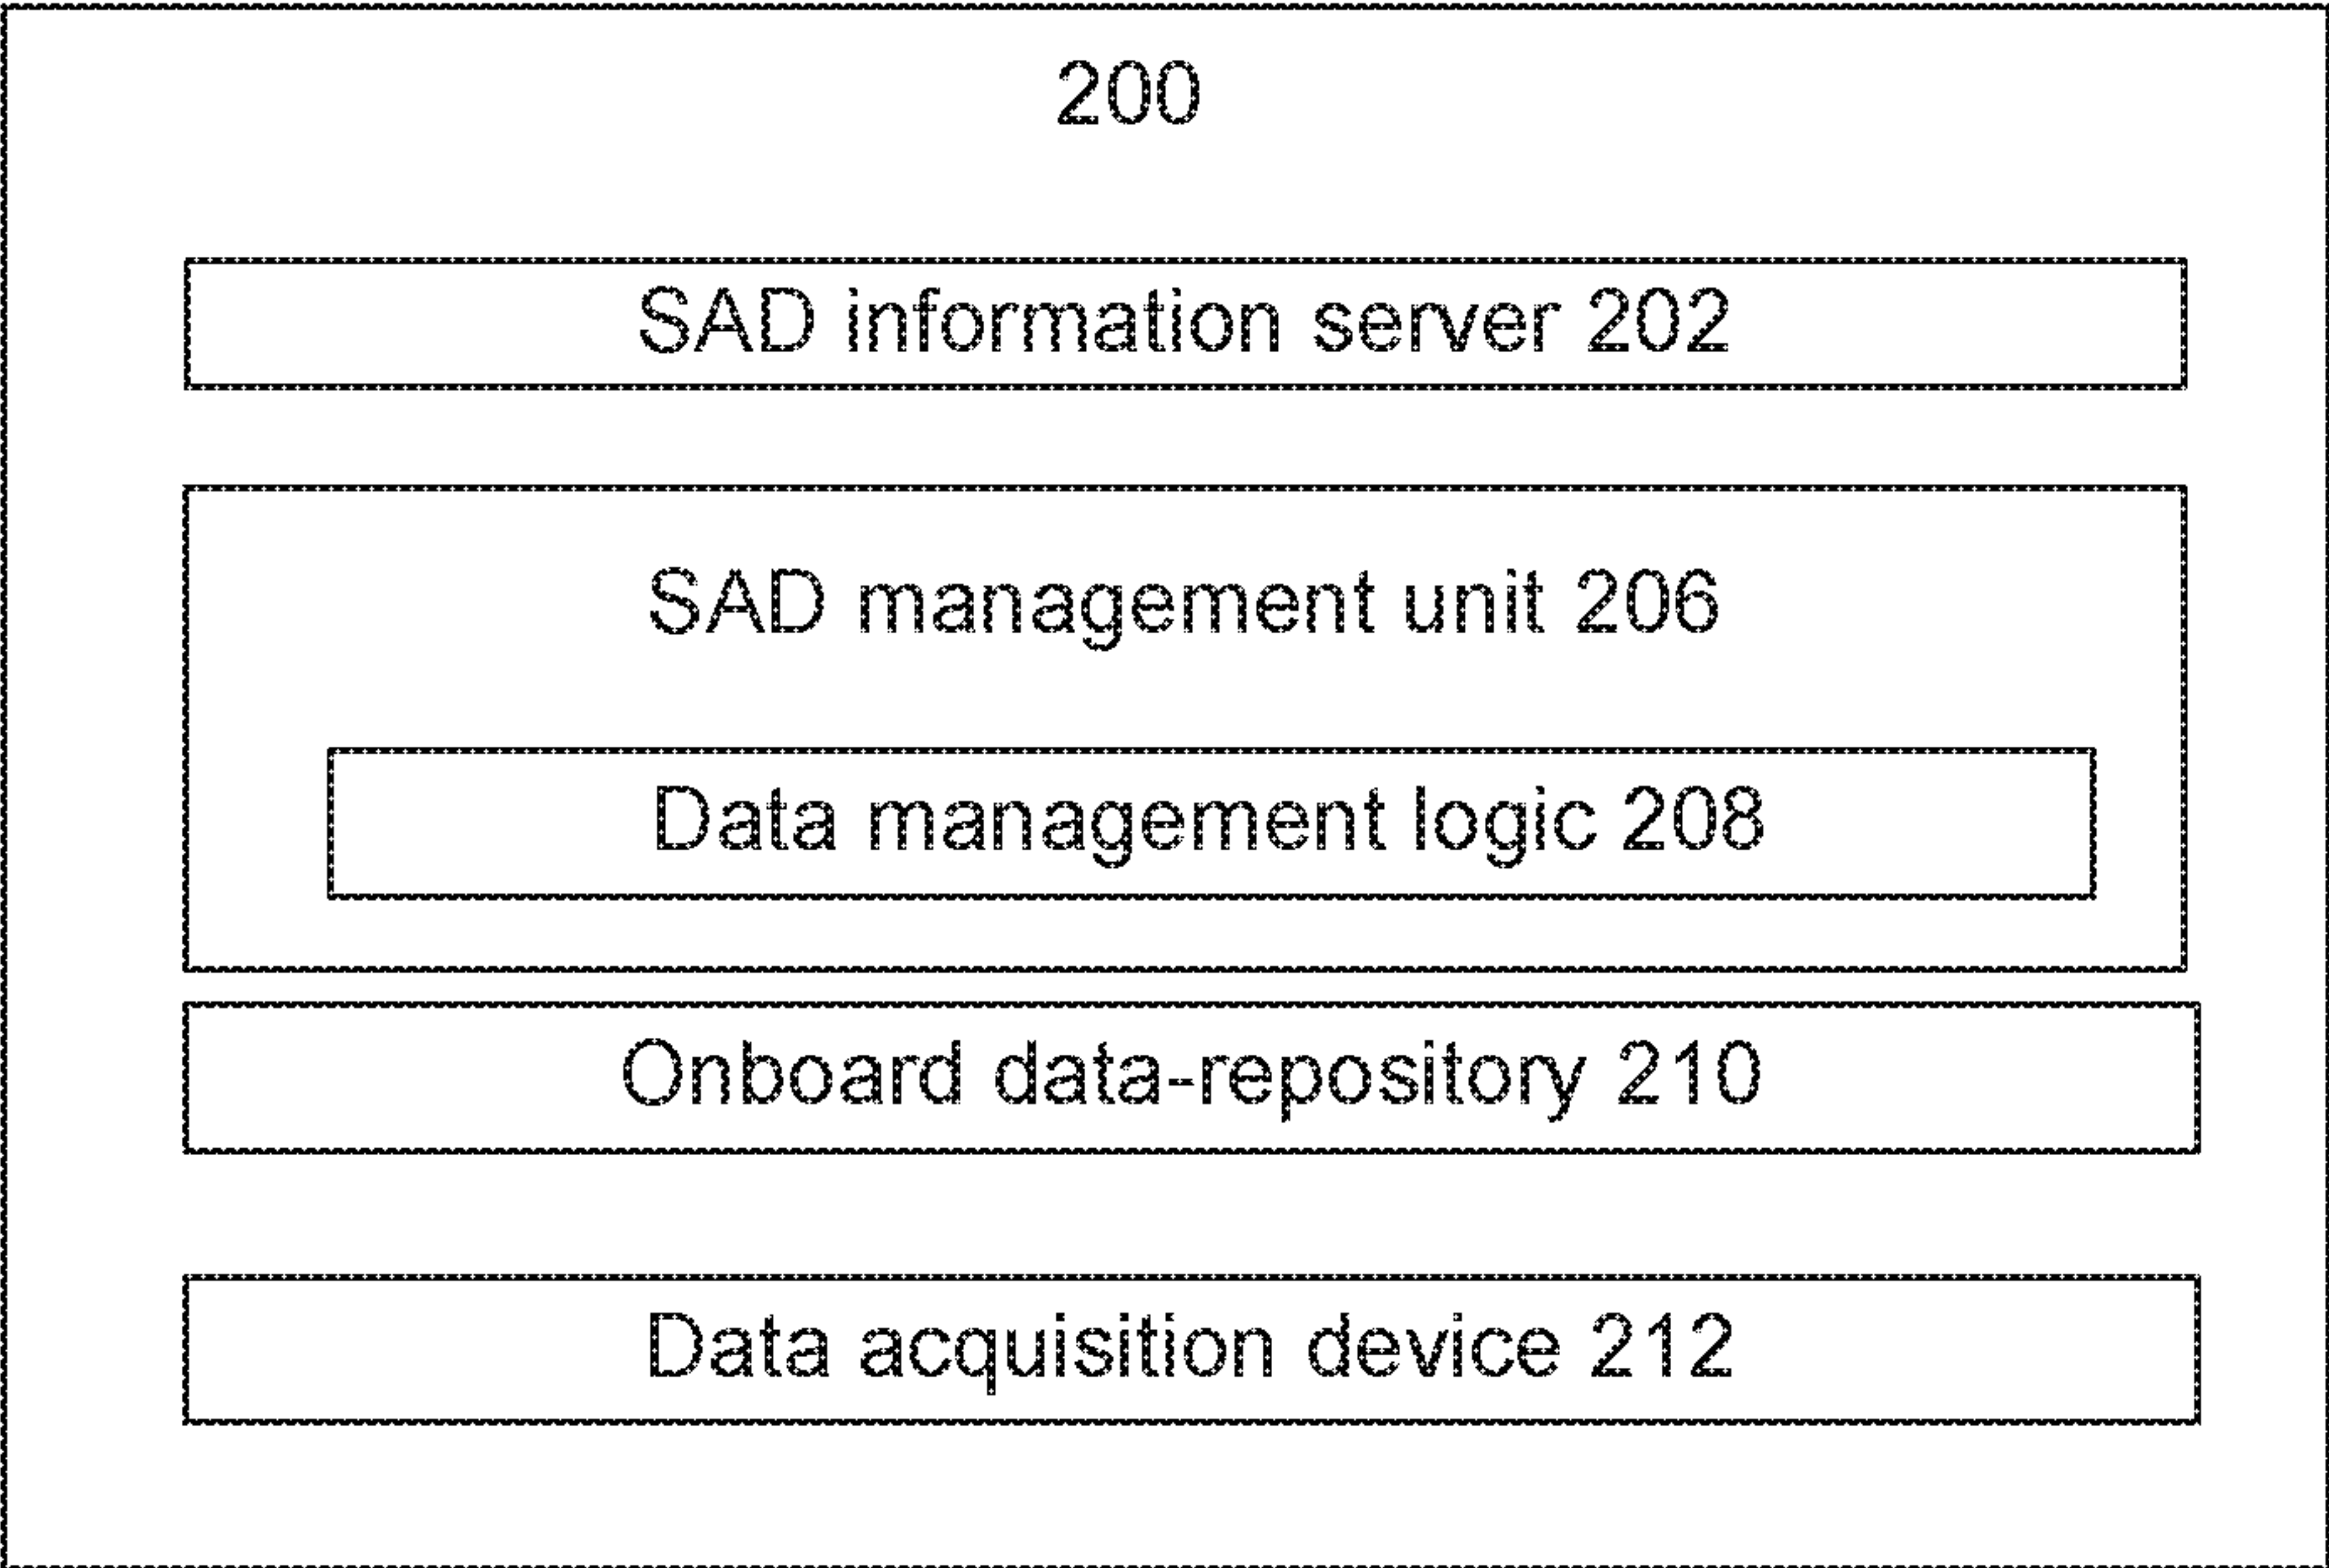 200
SAD information server 202
SAD management unit 206
Data management logic 208
Onboard data-repository 210
Data acquisition device 212